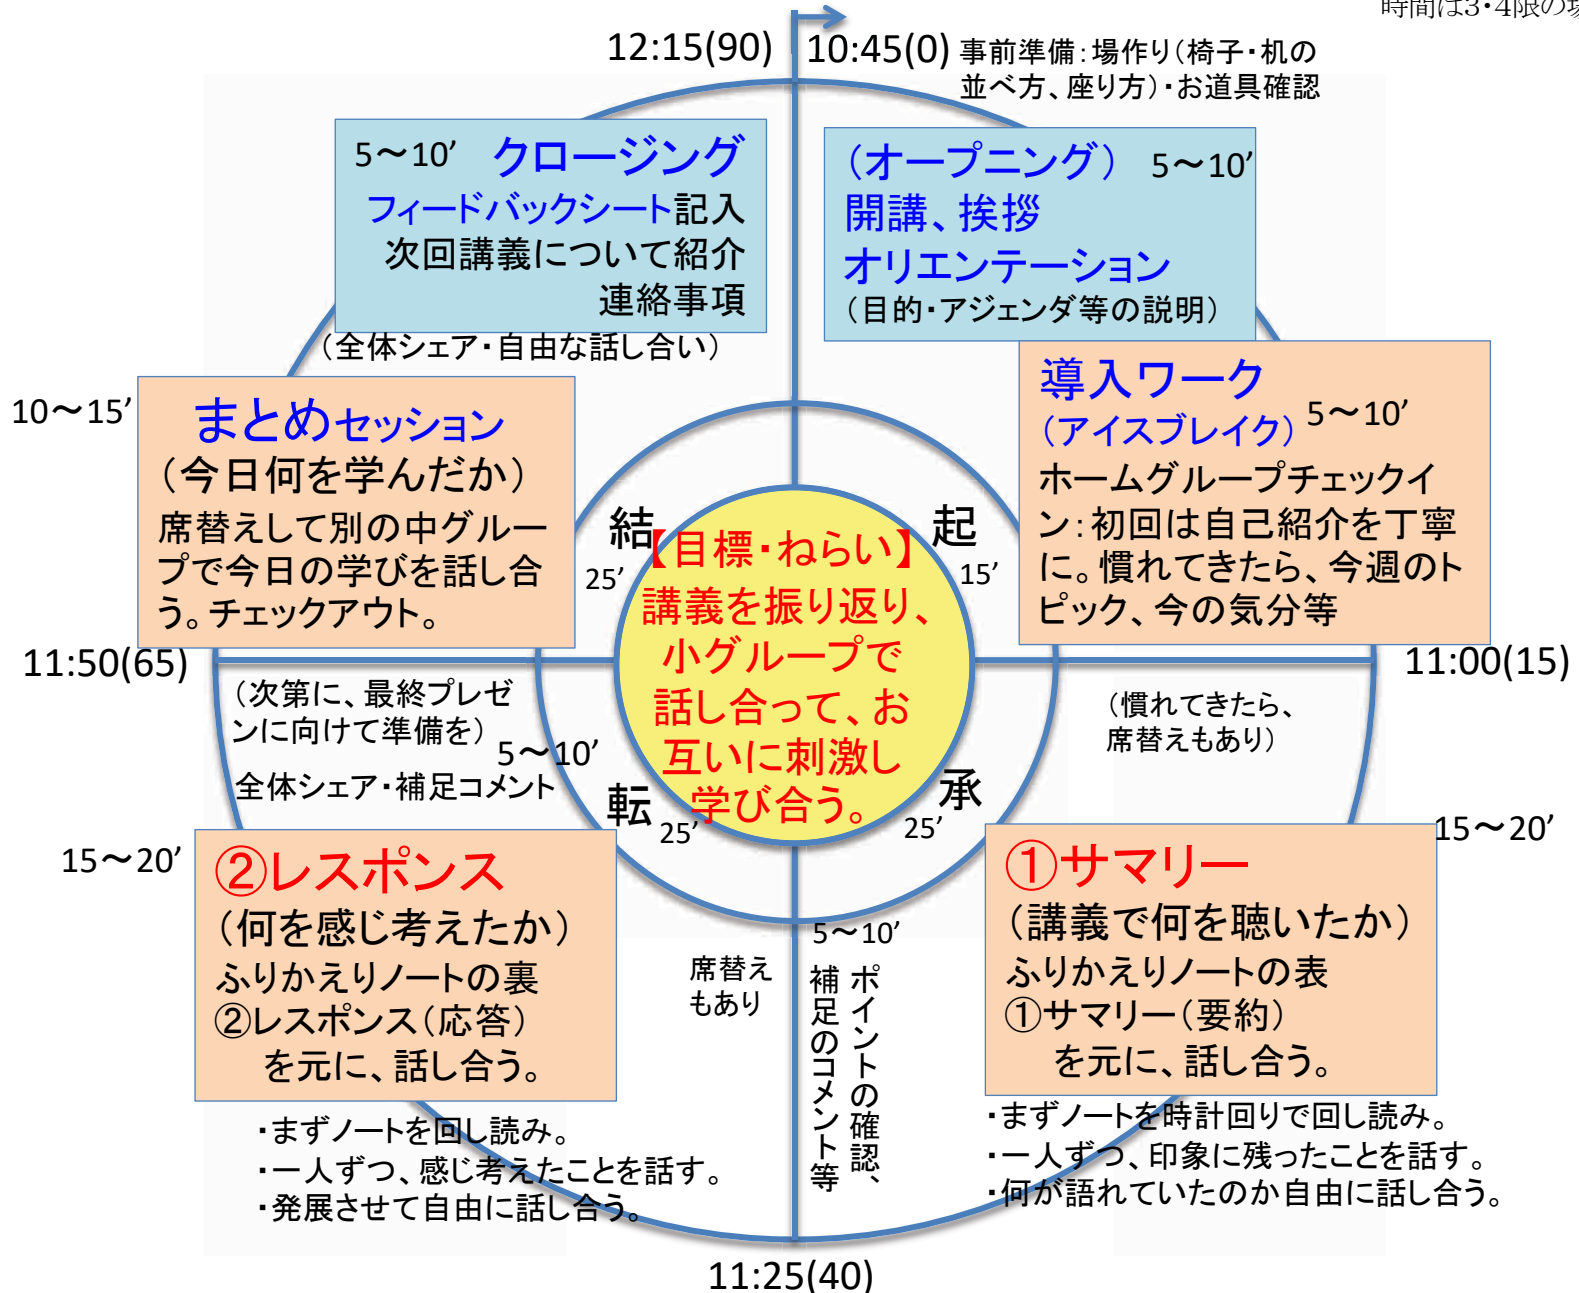 時間は3・4限の場
12:15(90)
10:45(0)
事前準備：場作り（椅子・机の
並べ方、座り方）・お道具確認
（オープニング） 5～10’
開講、挨拶
オリエンテーション
（目的・アジェンダ等の説明）
導入ワーク
（アイスブレイク） 5～10’
ホームグループチェックイ
ン：初回は自己紹介を丁寧
に。慣れてきたら、今週のト
ピック、今の気分等
起
15’
11:00(15)
（慣れてきたら、
席替えもあり）
承
25’
15～20’
①サマリー
（講義で何を聴いたか）
ふりかえりノートの表
①サマリー（要約）
を元に、話し合う。
・まずノートを時計回りで回し読み。
・一人ずつ、印象に残ったことを話す。
・何が語れていたのか自由に話し合う。
5～10’
ポイントの確認、
補足のコメント等
11:25(40)
席替え
もあり
転
25’
15～20’
②レスポンス
（何を感じ考えたか）
ふりかえりノートの裏
②レスポンス（応答）
を元に、話し合う。
・まずノートを回し読み。
・一人ずつ、感じ考えたことを話す。
・発展させて自由に話し合う。
5～10’
全体シェア・補足コメント
（次第に、最終プレゼ
ンに向けて準備を）
11:50(65)
結
25’
10～15’
まとめセッション
（今日何を学んだか）
席替えして別の中グルー
プで今日の学びを話し合
う。チェックアウト。
（全体シェア・自由な話し合い）
5～10’ クロージング
フィードバックシート記入
次回講義について紹介
連絡事項
【目標・ねらい】
講義を振り返り、
小グループで
話し合って、お
互いに刺激し
学び合う。